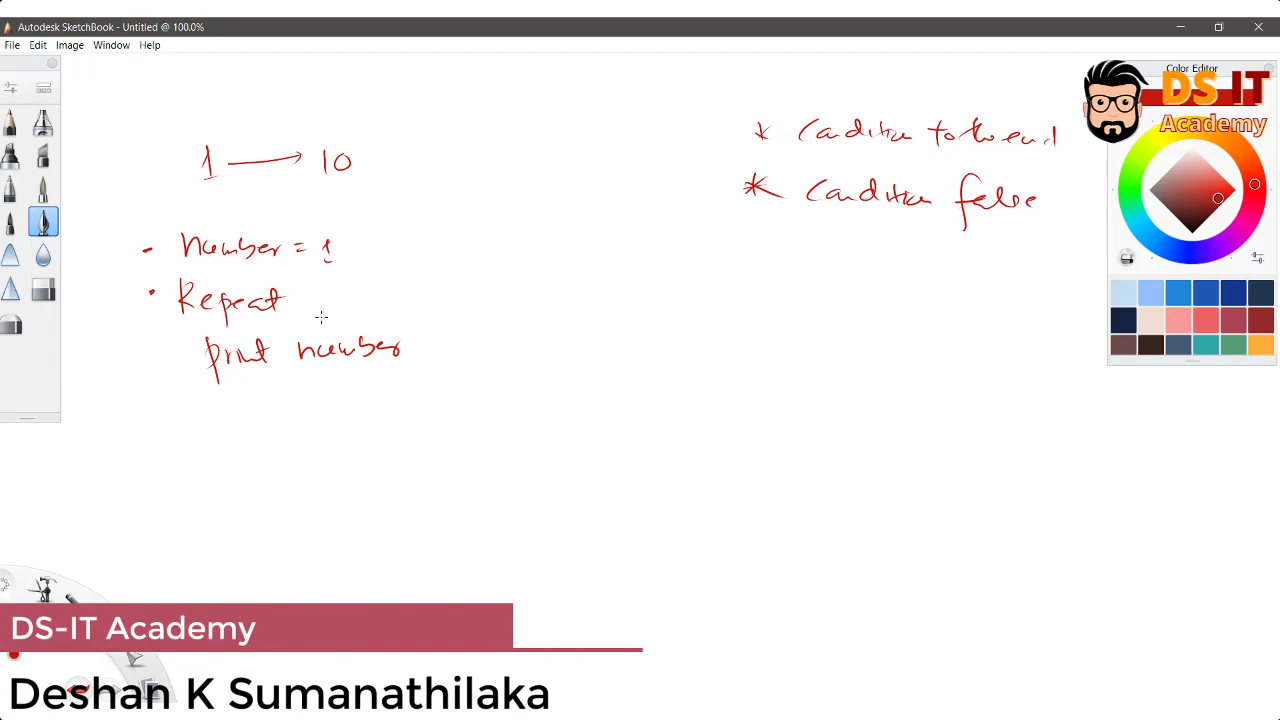 Autodesk SketchBook - Untitled @ 100.0%
File Edit Image Window Help
Color Editor
DS IT
Academy
* Condition to the end
* Condition false
1 → 10
• Number = 1
• Repeat
print number
DS-IT Academy
Deshan K Sumanathilaka